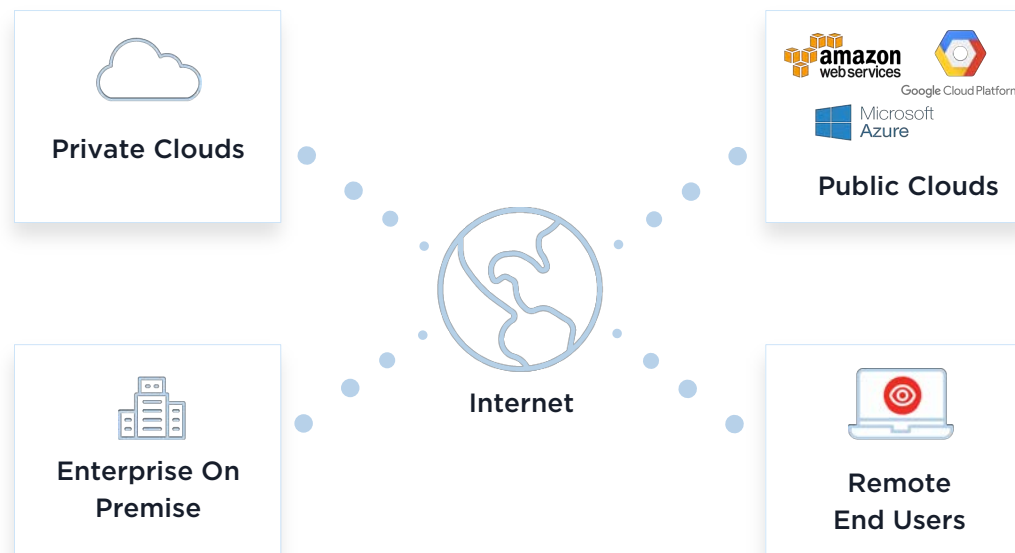 Private Clouds
amazon
web services
Google Cloud Platform
Microsoft
Azure
Public Clouds
Internet
Enterprise On
Premise
Remote
End Users